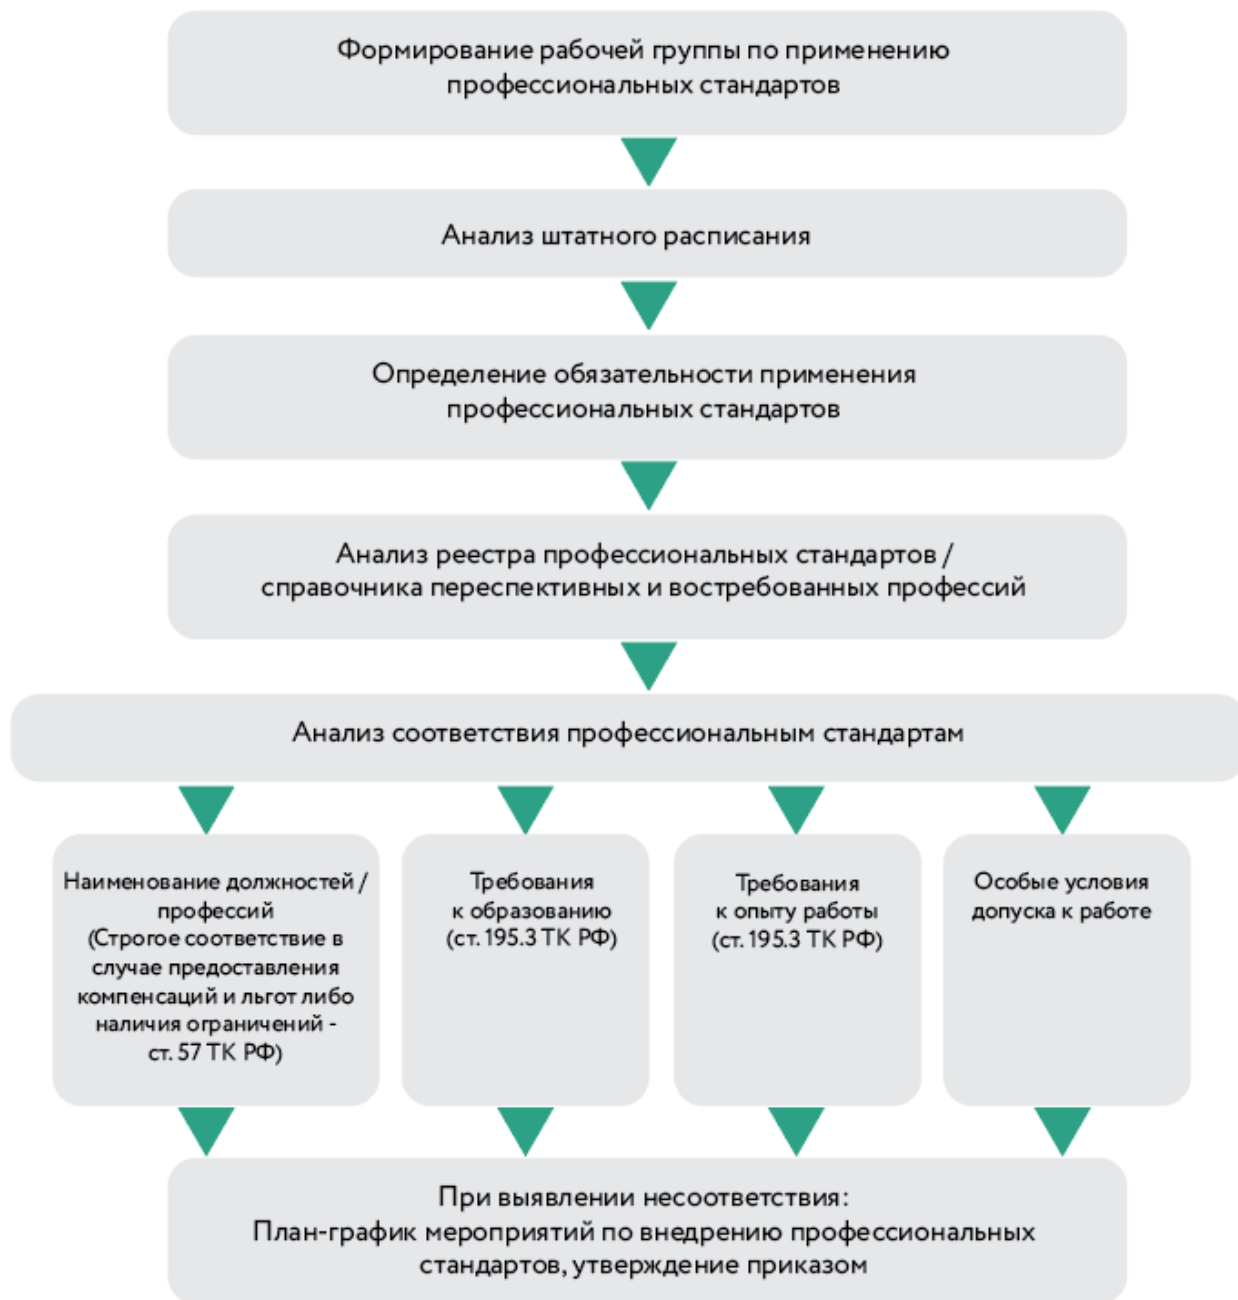 Формирование рабочей группы по применению
профессиональных стандартов
Анализ штатного расписания
Определение обязательности применения
профессиональных стандартов
Анализ реестра профессиональных стандартов /
справочника переспективных и востребованных профессий
Анализ соответствия профессиональным стандартам
Наименование должностей /
профессий
(Строгое соответствие в
случае предоставления
компенсаций и льгот либо
наличия ограничений -
ст. 57 ТК РФ)
Требования
к образованию
(ст. 195.3 ТК РФ)
Требования
к опыту работы
(ст. 195.3 ТК РФ)
Особые условия
допуска к работе
При выявлении несоответствия:
План-график мероприятий по внедрению профессиональных
стандартов, утверждение приказом